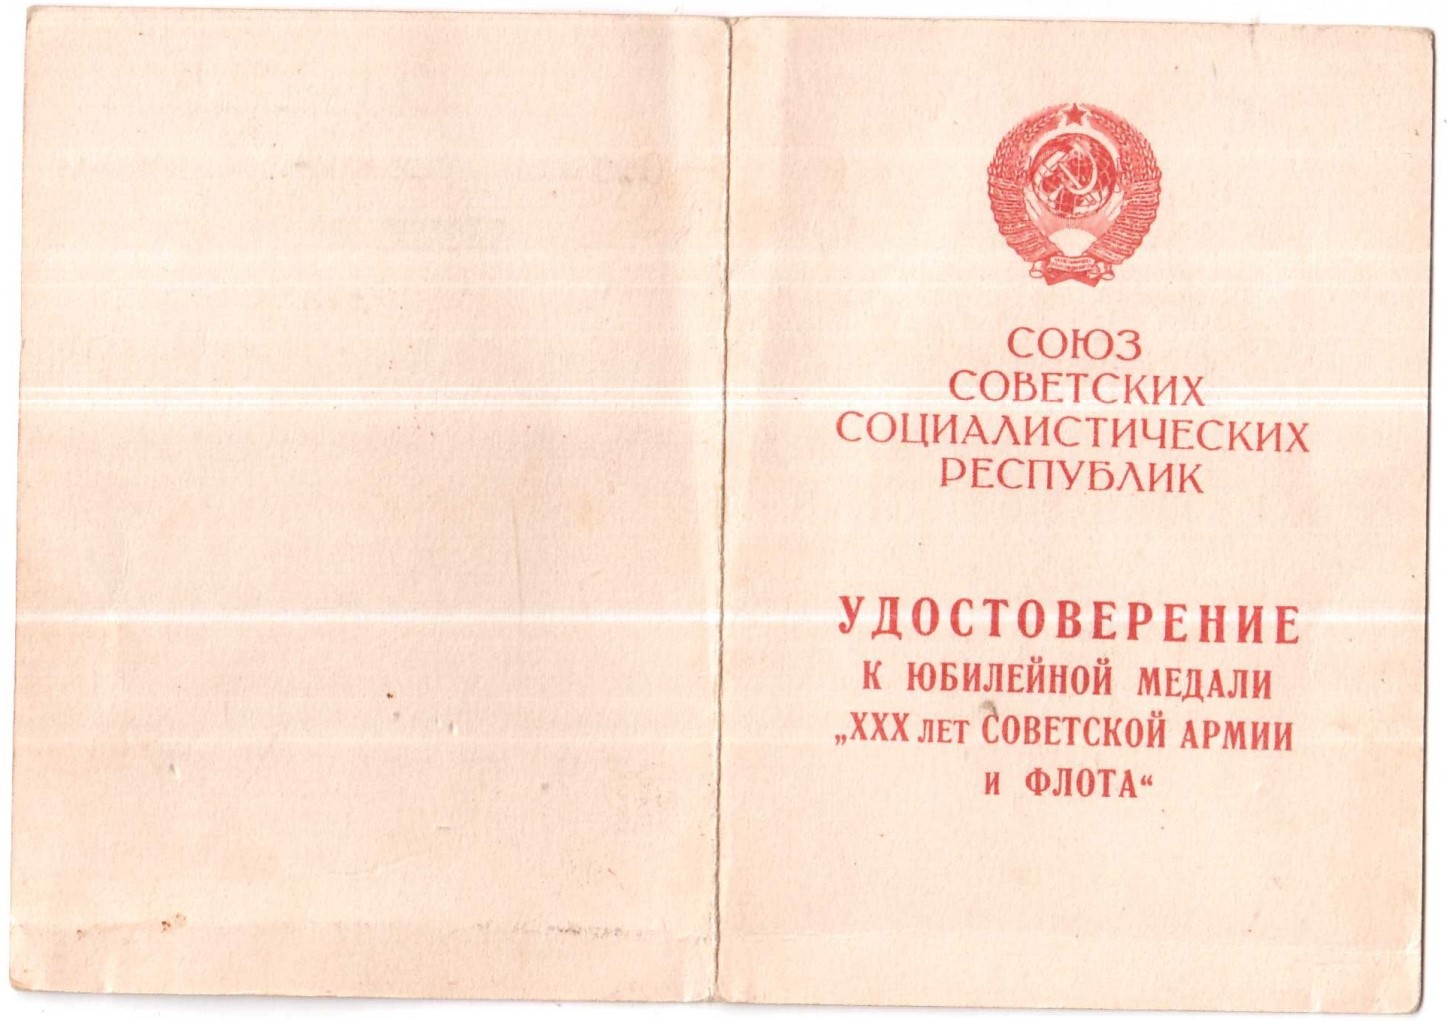 СОЮЗ
СОВЕТСКИХ
СОЦИАЛИСТИЧЕСКИХ
РЕСПУБЛИК
УДОСТОВЕРЕНИЕ
К ЮБИЛЕЙНОЙ МЕДАЛИ
„XXX ЛЕТ СОВЕТСКОЙ АРМИИ
И ФЛОТА“